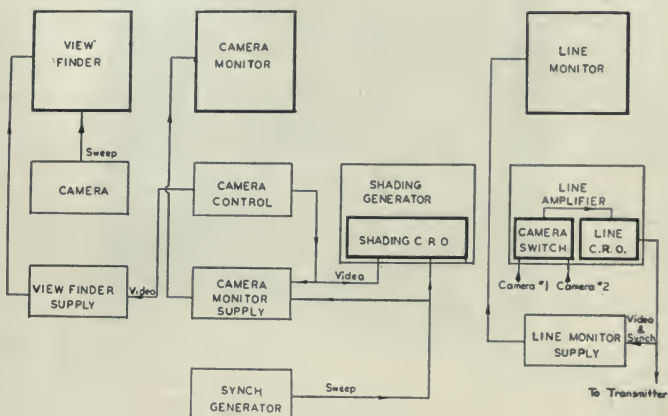 VIEW
FINDER
CAMERA
MONITOR
LINE
MONITOR
Sweep
CAMERA
CAMERA
CONTROL
SHADING
GENERATOR
SHADING C R O
LINE
AMPLIFIER
CAMERA
SWITCH
LINE
C.R.O.
Camera #1 Camera #2
VIEW FINDER
SUPPLY
Video
CAMERA
MONITOR
SUPPLY
Video
LINE MONITOR
SUPPLY
Video
&
Synch
SYNCH
GENERATOR
Sweep
To Transmitter